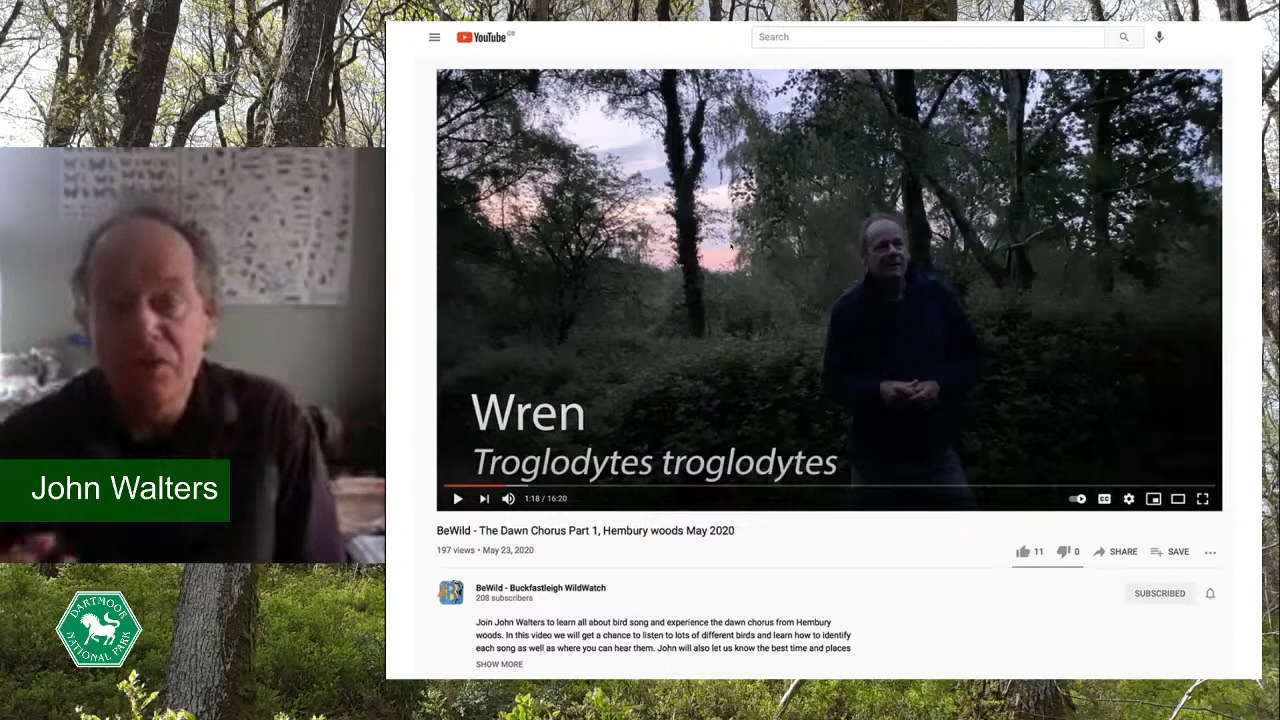 YouTube GB
Search
Wren
Troglodytes troglodytes
1:18 / 16:20
CC
BeWild - The Dawn Chorus Part 1, Hembury woods May 2020
197 views • May 23, 2020
11
0
SHARE
SAVE
BeWild - Buckfastleigh WildWatch
208 subscribers
SUBSCRIBED
Join John Walters to learn all about bird song and experience the dawn chorus from Hembury
woods. In this video we will get a chance to listen to lots of different birds and learn how to identify
each song as well as where you can hear them. John will also let us know the best time and places
SHOW MORE
John Walters
DARTMOOR
NATIONAL PARK